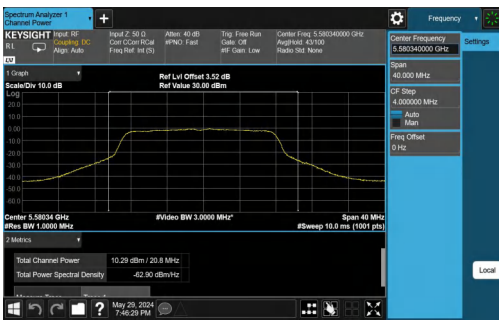 Spectrum Analyzer 1
Channel Power
+
Frequency
KEYSIGHT
Input: RF
Input Z: 50 Ω
Atten: 40 dB
Trig: Free Run
Center Freq: 5.580340000 GHz
RL
Coupling: DC
Corr CCorr RCal
#PNO: Fast
Gate: Off
Avg|Hold: 43/100
Align: Auto
Freq Ref: Int (S)
#IF Gain: Low
Radio Std: None
Center Frequency
5.580340000 GHz
Settings
Span
40.000 MHz
CF Step
4.000000 MHz
Auto
Man
Freq Offset
0 Hz
1 Graph
Scale/Div 10.0 dB
Ref Lvl Offset 3.52 dB
Ref Value 30.00 dBm
Log
20.0
10.0
0.00
-10.0
-20.0
-30.0
-40.0
-50.0
-60.0
Center 5.58034 GHz
#Video BW 3.0000 MHz*
Span 40 MHz
#Res BW 1.0000 MHz
#Sweep 10.0 ms (1001 pts)
2 Metrics
Total Channel Power
10.29 dBm / 20.8 MHz
Total Power Spectral Density
-62.90 dBm/Hz
Local
?
May 29, 2024
7:46:29 PM